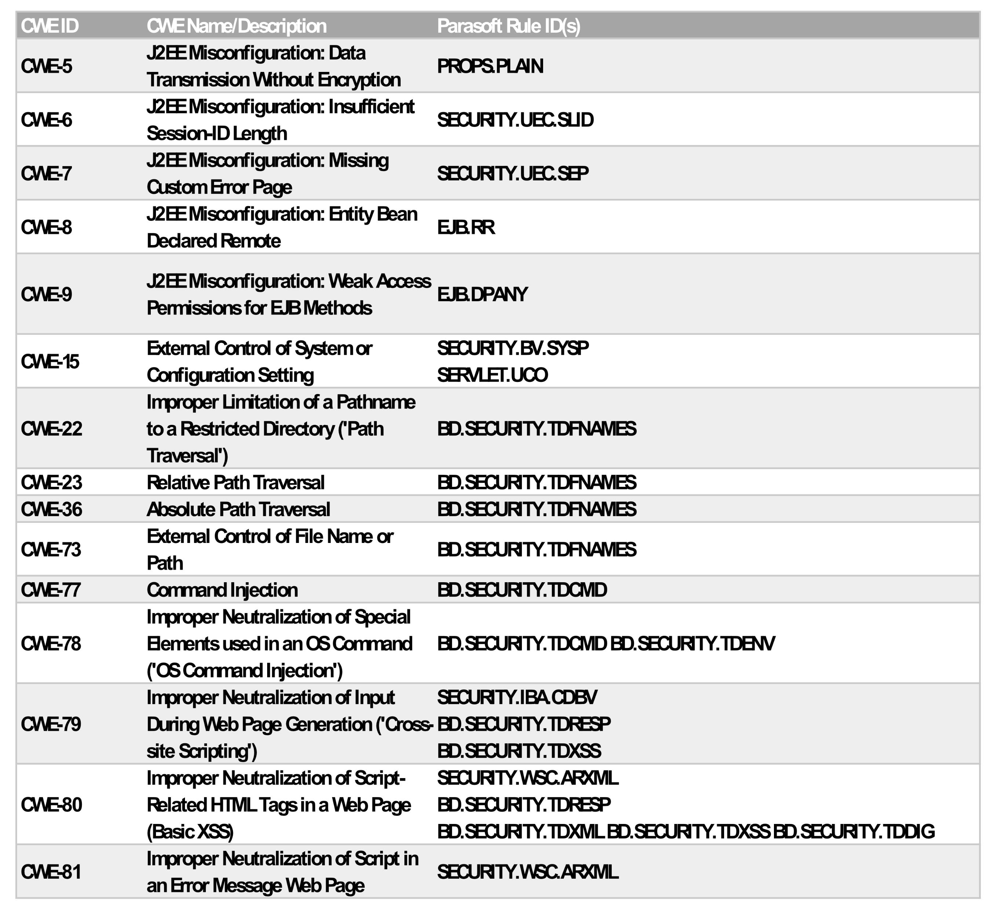 CWE ID CWE Name/Description Parasoft Rule ID(s)
CWE-5
J2EE Misconfiguration: Data
Transmission Without Encryption
PROPS.PLAIN
CWE-6
J2EE Misconfiguration: Insufficient
Session-ID Length
SECURITY.UEC.SLID
CWE-7
J2EE Misconfiguration: Missing
Custom Error Page
SECURITY.UEC.SEP
CWE-8
J2EE Misconfiguration: Entity Bean
Declared Remote
EJB.RR
CWE-9
J2EE Misconfiguration: Weak Access
Permissions for EJB Methods
EJB.DPANY
CWE-15
External Control of System or
Configuration Setting
SECURITY.BV.SYSP
SERVLET.UCO
CWE-22
Improper Limitation of a Pathname
to a Restricted Directory ('Path
Traversal')
BD.SECURITY.TDFNAMES
CWE-23 Relative Path Traversal BD.SECURITY.TDFNAMES
CWE-36 Absolute Path Traversal BD.SECURITY.TDFNAMES
CWE-73
External Control of File Name or
Path
BD.SECURITY.TDFNAMES
CWE-77 Command Injection BD.SECURITY.TDCMD
CWE-78
Improper Neutralization of Special
Elements used in an OS Command
('OS Command Injection')
BD.SECURITY.TDCMD BD.SECURITY.TDENV
CWE-79
Improper Neutralization of Input
During Web Page Generation ('Cross-
site Scripting')
SECURITY.IBA.CDBV
BD.SECURITY.TDRESP
BD.SECURITY.TDXSS
CWE-80
Improper Neutralization of Script-
Related HTML Tags in a Web Page
(Basic XSS)
SECURITY.WSC.ARXML
BD.SECURITY.TDRESP
BD.SECURITY.TDXML BD.SECURITY.TDXSS BD.SECURITY.TDDIG
CWE-81
Improper Neutralization of Script in
an Error Message Web Page
SECURITY.WSC.ARXML